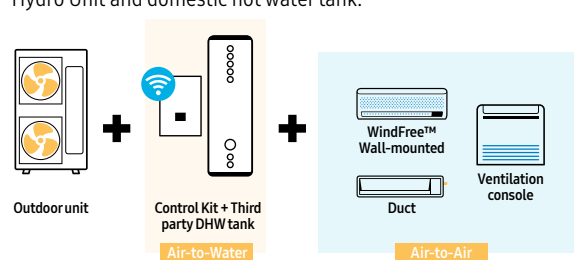 Hydro Unit and domestic hot water tank.
WindFree™
Wall-mounted
Ventilation
console
Outdoor unit
Control Kit + Third
party DHW tank
Duct
Air-to-Water
Air-to-Air